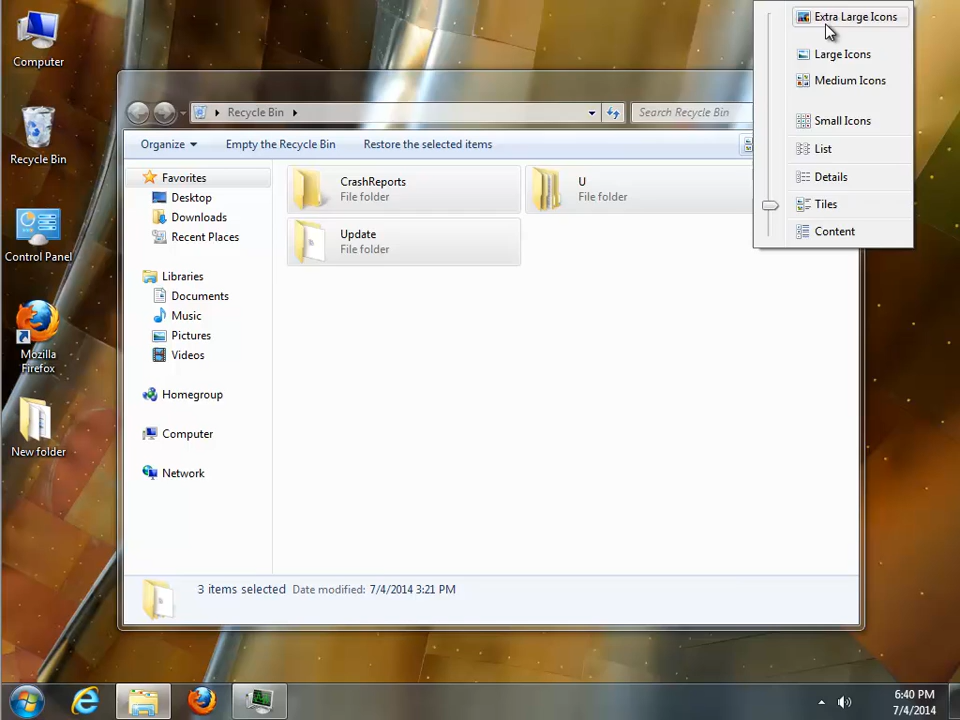 Computer
Recycle Bin
Control Panel
Mozilla
Firefox
New folder
Recycle Bin
Search Recycle Bin
Organize
Empty the Recycle Bin
Restore the selected items
Favorites
Desktop
Downloads
Recent Places
Libraries
Documents
Music
Pictures
Videos
Homegroup
Computer
Network
CrashReports
File folder
U
File folder
Update
File folder
3 items selected Date modified: 7/4/2014 3:21 PM
Extra Large Icons
Large Icons
Medium Icons
Small Icons
List
Details
Tiles
Content
6:40 PM
7/4/2014